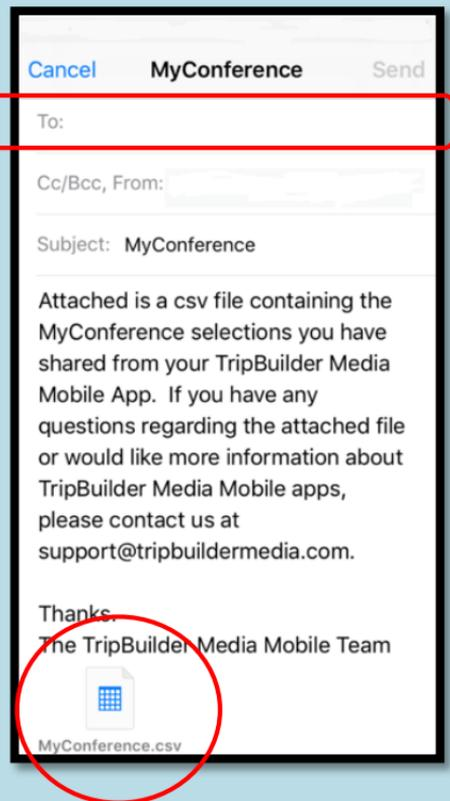 Cancel MyConference Send
To:
Cc/Bcc, From:
Subject: MyConference
Attached is a csv file containing the
MyConference selections you have
shared from your TripBuilder Media
Mobile App. If you have any
questions regarding the attached file
or would like more information about
TripBuilder Media Mobile apps,
please contact us at
support@tripbuildermedia.com.
Thanks.
The TripBuilder Media Mobile Team
MyConference.csv